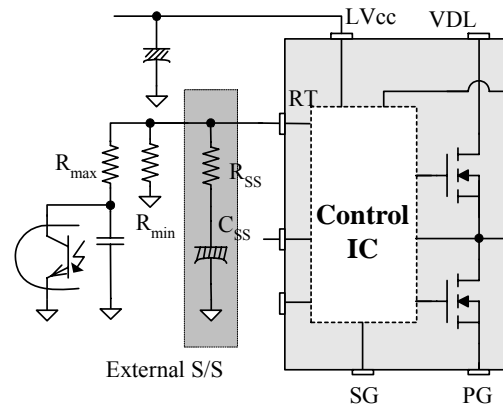 LVcc
VDL
RT
Rmax
RSS
Rmin
CSS
Control
IC
External S/S
SG
PG